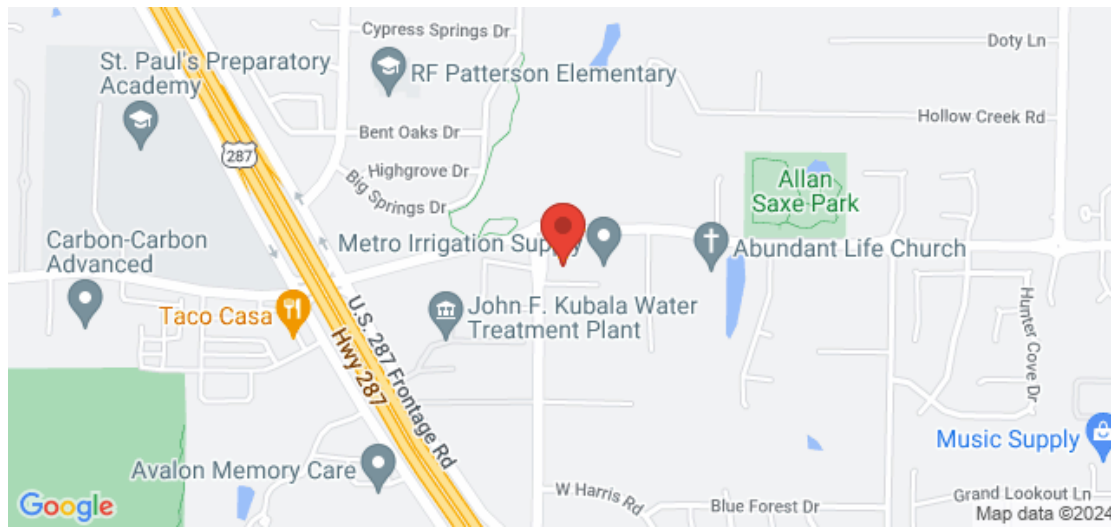 Cypress Springs Dr
Doty Ln
St. Paul's Preparatory
Academy
RF Patterson Elementary
Hollow Creek Rd
Bent Oaks Dr
287
Highgrove Dr
Big Springs Dr
Allan
Saxe Park
Carbon-Carbon
Advanced
Metro Irrigation Supply
Abundant Life Church
Taco Casa
John F. Kubala Water
Treatment Plant
U.S. 287 Frontage Rd
Hwy 287
Hunter Cove Dr
Music Supply
Avalon Memory Care
W Harris Rd
Blue Forest Dr
Grand Lookout Ln
Google
Map data ©2024